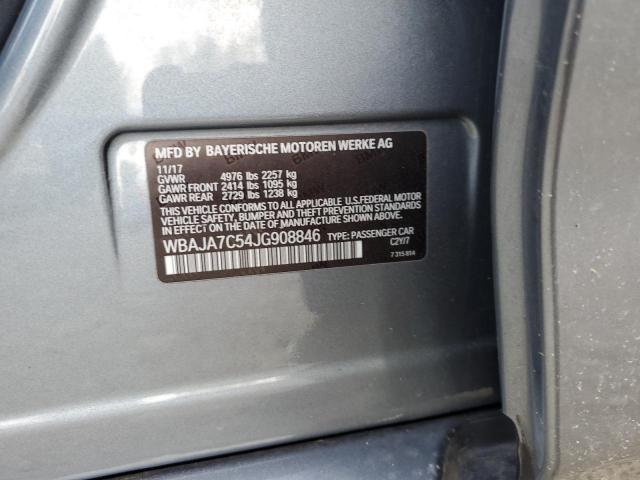 MFD BY BAYERISCHE MOTOREN WERKE AG
11/17
GVWR 4976 lbs 2257 kg
GAWR FRONT 2414 lbs 1095 kg
GAWR REAR 2729 lbs 1238 kg
THIS VEHICLE CONFORMS TO ALL APPLICABLE U.S.FEDERAL MOTOR
VEHICLE SAFETY, BUMPER AND THEFT PREVENTION STANDARDS
IN EFFECT ON THE DATE OF MANUFACTURE SHOWN ABOVE.
WBAJA7C54JG908846 TYPE: PASSENGER CAR
C2Y/7
7 315 814